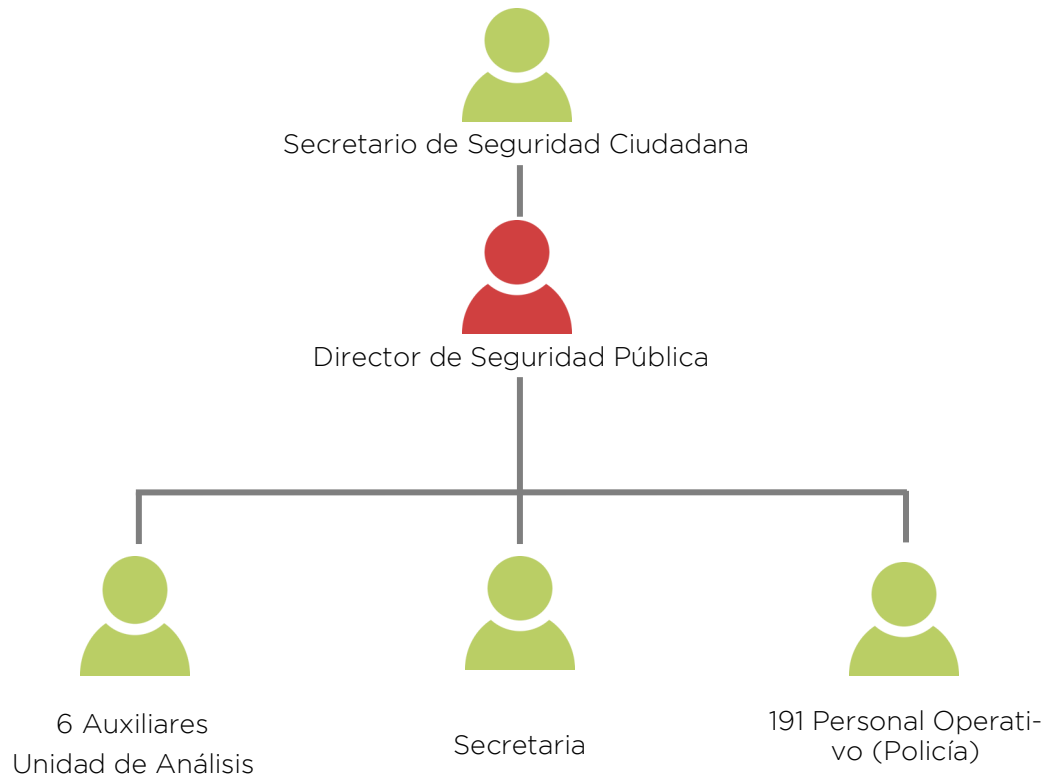 Secretario de Seguridad Ciudadana
Director de Seguridad Pública
6 Auxiliares
Unidad de Análisis
Secretaria
191 Personal Operati-
vo (Policía)